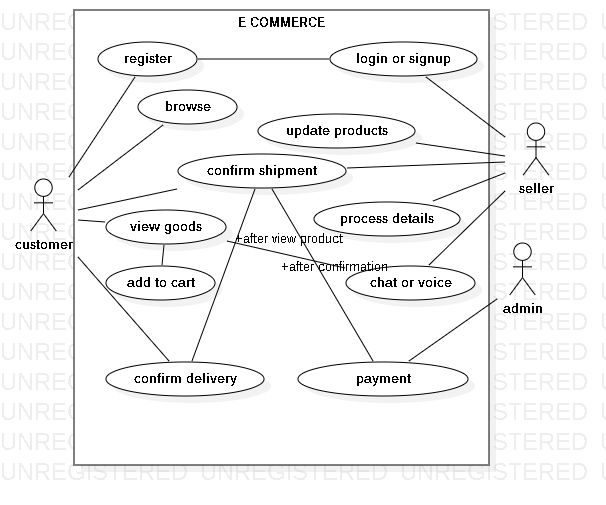 E COMMERCE
register
login or signup
browse
update products
confirm shipment
seller
process details
view goods
customer
+after view product
+after confirmation
add to cart
chat or voice
admin
confirm delivery
payment
UNREGISTERED